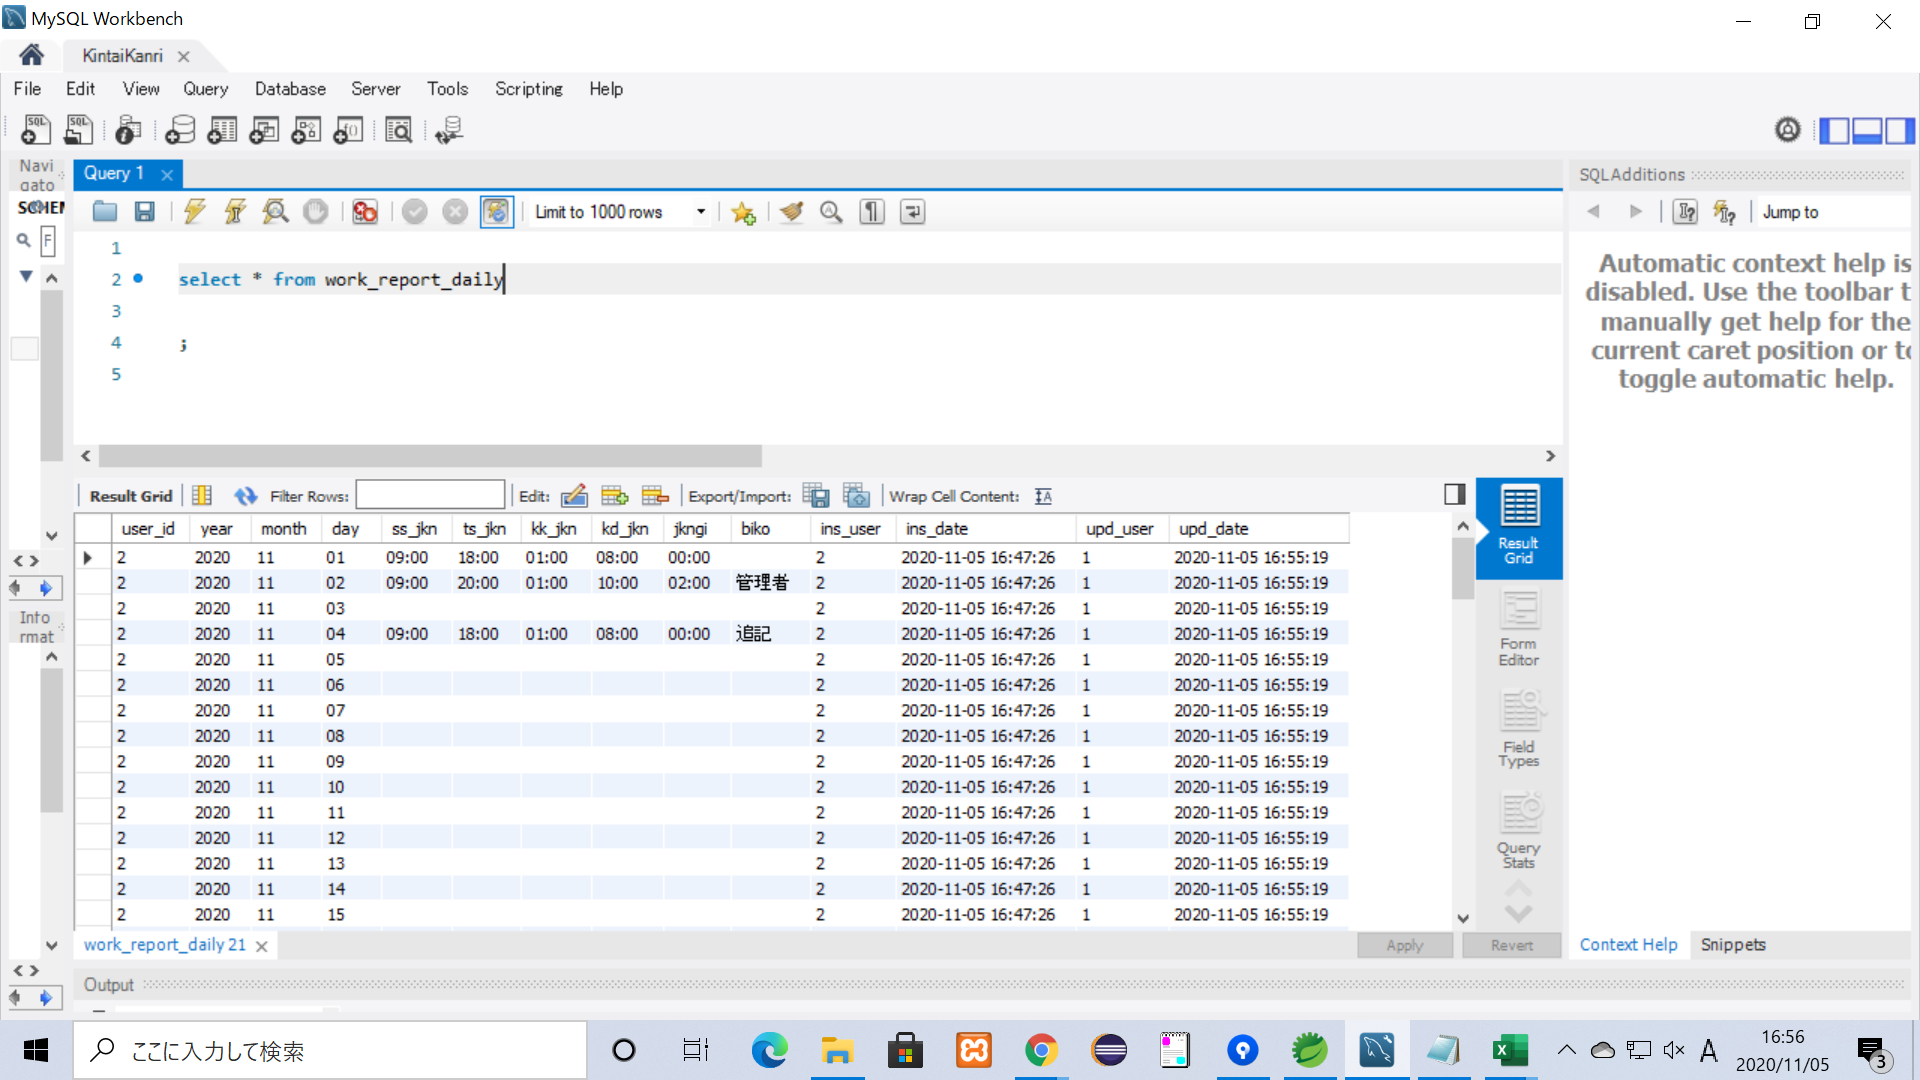 MySQL Workbench
KintaiKanri
File Edit View Query Database Server Tools Scripting Help
Navi
gato
SCHEM
F
Query 1
Limit to 1000 rows
1
2 select * from work_report_daily
3
4 ;
5
SQLAdditions
Jump to
Automatic context help is
disabled. Use the toolbar t
manually get help for the
current caret position or to
toggle automatic help.
Result Grid Filter Rows: Edit: Export/Import: Wrap Cell Content:
user_id year month day ss_jkn ts_jkn kk_jkn kd_jkn jkngi biko ins_user ins_date upd_user upd_date
2 2020 11 01 09:00 18:00 01:00 08:00 00:00 2 2020-11-05 16:47:26 1 2020-11-05 16:55:19
2 2020 11 02 09:00 20:00 01:00 10:00 02:00 管理者 2 2020-11-05 16:47:26 1 2020-11-05 16:55:19
2 2020 11 03 2 2020-11-05 16:47:26 1 2020-11-05 16:55:19
2 2020 11 04 09:00 18:00 01:00 08:00 00:00 追記 2 2020-11-05 16:47:26 1 2020-11-05 16:55:19
2 2020 11 05 2 2020-11-05 16:47:26 1 2020-11-05 16:55:19
2 2020 11 06 2 2020-11-05 16:47:26 1 2020-11-05 16:55:19
2 2020 11 07 2 2020-11-05 16:47:26 1 2020-11-05 16:55:19
2 2020 11 08 2 2020-11-05 16:47:26 1 2020-11-05 16:55:19
2 2020 11 09 2 2020-11-05 16:47:26 1 2020-11-05 16:55:19
2 2020 11 10 2 2020-11-05 16:47:26 1 2020-11-05 16:55:19
2 2020 11 11 2 2020-11-05 16:47:26 1 2020-11-05 16:55:19
2 2020 11 12 2 2020-11-05 16:47:26 1 2020-11-05 16:55:19
2 2020 11 13 2 2020-11-05 16:47:26 1 2020-11-05 16:55:19
2 2020 11 14 2 2020-11-05 16:47:26 1 2020-11-05 16:55:19
2 2020 11 15 2 2020-11-05 16:47:26 1 2020-11-05 16:55:19
Result
Grid
Form
Editor
Field
Types
Query
Stats
Info
rmat
work_report_daily 21
Apply Revert
Context Help Snippets
Output
ここに入力して検索
A
16:56
2020/11/05
3